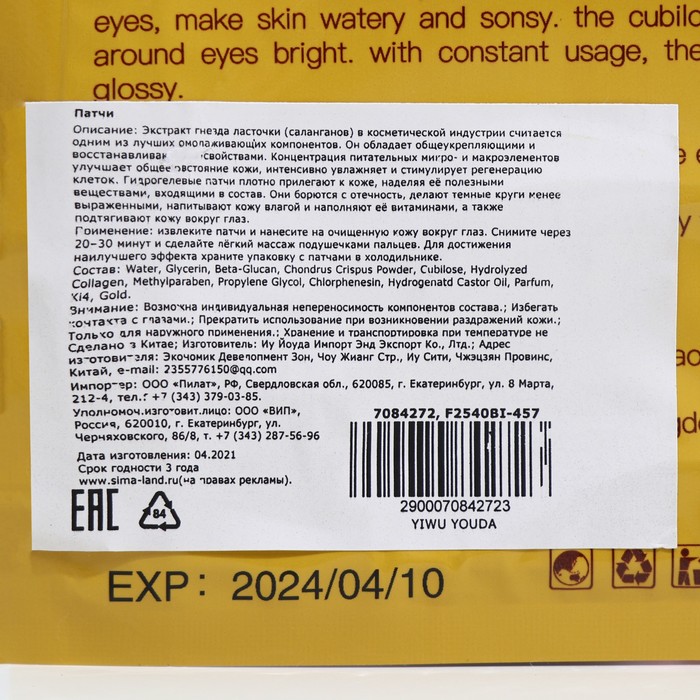 eyes, make skin watery and sonsy. the cubilo
around eyes bright. with constant usage, the
glossy.
Патчи
Описание: Экстракт гнезда ласточки (саланганов) в косметической индустрии считается
одним из лучших омолаживающих компонентов. Он обладает общеукрепляющими и
восстанавливак свойствами. Концентрация питательных микро- и макроэлементов
улучшает общее состояние кожи, интенсивно увлажняет и стимулирует регенерацию
клеток. Гидрогелевые патчи плотно прилегают к коже, наделяя её полезными
веществами, входящими в состав. Они борются с отечность, делают темные круги менее
выраженными, напитывают кожу влагой и наполняют её витаминами, а также
подтягивают кожу вокруг глаз.
Применение: извлеките патчи и нанесите на очищенную кожу вокруг глаз. Снимите через
20–30 минут и сделайте лёгкий массаж подушечками пальцев. Для достижения
наилучшего эффекта храните упаковку с патчами в холодильнике.
Состав: Water, Glycerin, Beta-Glucan, Chondrus Crispus Powder, Cubilose, Hydrolyzed
Collagen, Methylparaben, Propylene Glycol, Chlorphenesin, Hydrogenatd Castor Oil, Parfum,
Ki4, Gold.
Внимание: Возможна индивидуальная непереносимость компонентов состава.; Избегать
контакта с глазами.; Прекратить использование при возникновении раздражений кожи.;
Только для наружного применения.; Хранение и транспортировка при температуре не
Сделано в Китае; Изготовитель: Иу Йоуда Импорт Энд Экспорт Ко., Лтд.; Адрес
изготовителя: Экочомик Девелопмент Зон, Чоу Жианг Стр., Иу Сити, Чжэцзян Провинс,
Китай, e-mail: 2355776150@qq.com
Импортер: ООО «Пилат», РФ, Свердловская обл., 620085, г. Екатеринбург, ул. 8 Марта,
212-4, тел.: +7 (343) 379-03-85.
Уполномоч.изготовит.лицо: ООО «ВИП»,
Россия, 620010, г. Екатеринбург, ул.
Черняховского, 86/8, т. +7 (343) 287-56-96
7084272, F2540BI-457
Дата изготовления: 04.2021
Срок годности 3 года
www.sima-land.ru(на правах рекламы).
2900070842723
YIWU YOUDA
EAC
84
EXP: 2024/04/10